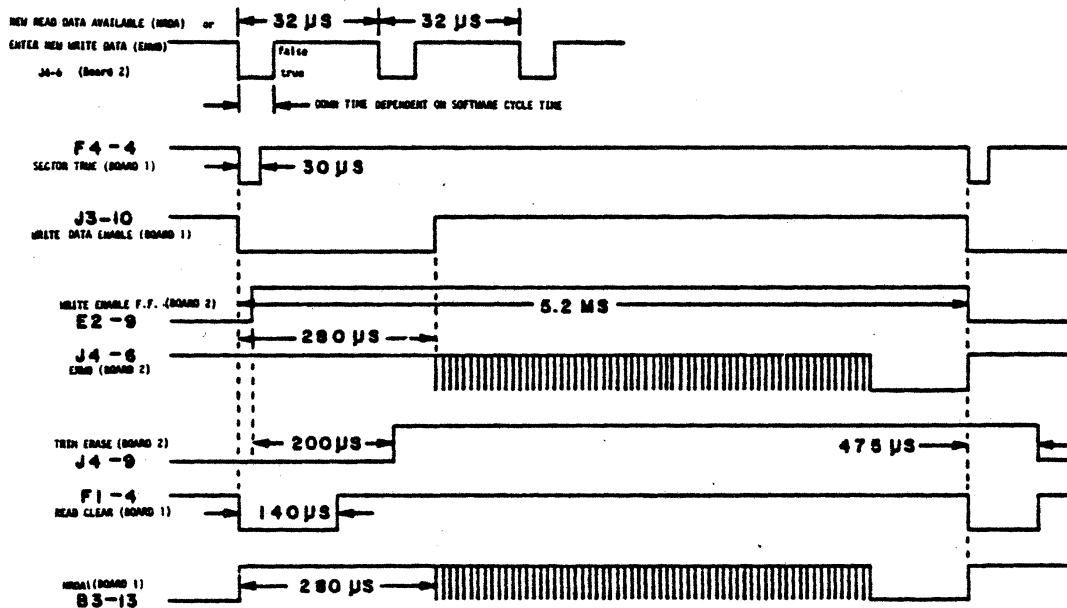 NEW READ DATA AVAILABLE (NRDA) or
32 µS
32 µS
ENTER NEW WRITE DATA (ENWD)
false
J4-6 (Board 2)
true
DOWN TIME DEPENDENT ON SOFTWARE CYCLE TIME
F4-4
SECTOR TRUE (BOARD 1)
30 µS
J3-10
WRITE DATA ENABLE (BOARD 1)
WRITE ENABLE F.F. (BOARD 2)
5.2 MS
E2-9
280 µS
J4-6
ENWD (BOARD 2)
TRIM ERASE (BOARD 2)
200 µS
475 µS
J4-9
F1-4
READ CLEAR (BOARD 1)
140 µS
(BOARD 1)
280 µS
B3-13